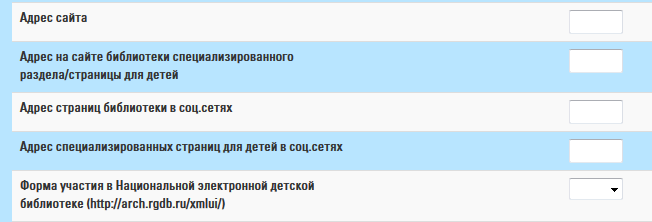 Адрес сайта
Адрес на сайте библиотеки специализированного
раздела/страницы для детей
Адрес страниц библиотеки в соц.сетях
Адрес специализированных страниц для детей в соц.сетях
Форма участия в Национальной электронной детской
библиотеке (http://arch.rgdb.ru/xmlui/)